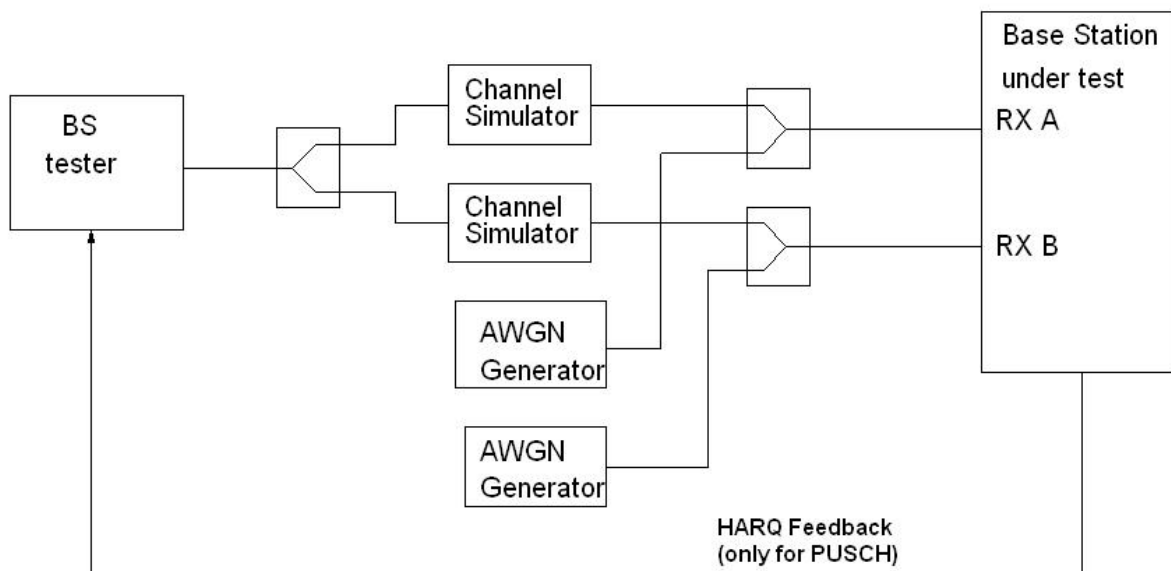 BS
tester
Channel
Simulator
Channel
Simulator
AWGN
Generator
AWGN
Generator
Base Station
under test
RX A
RX B
HARQ Feedback
(only for PUSCH)